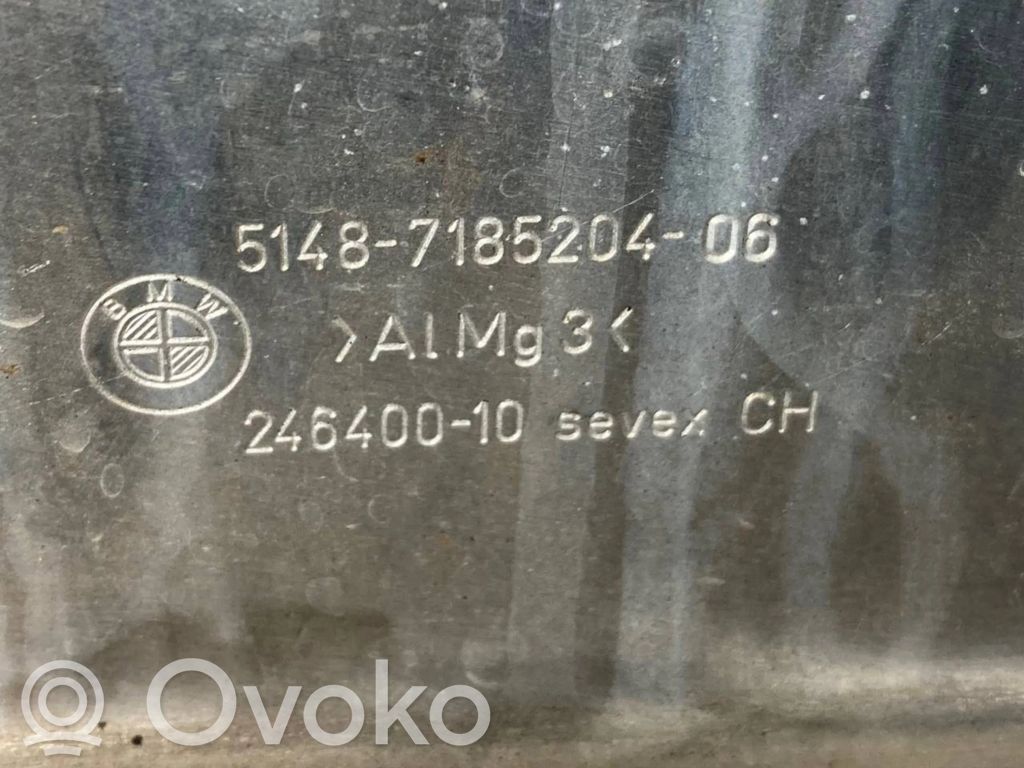 5148-7185204-06
BMW
>AlMg3<
246400-10 sevex CH
Ovoko